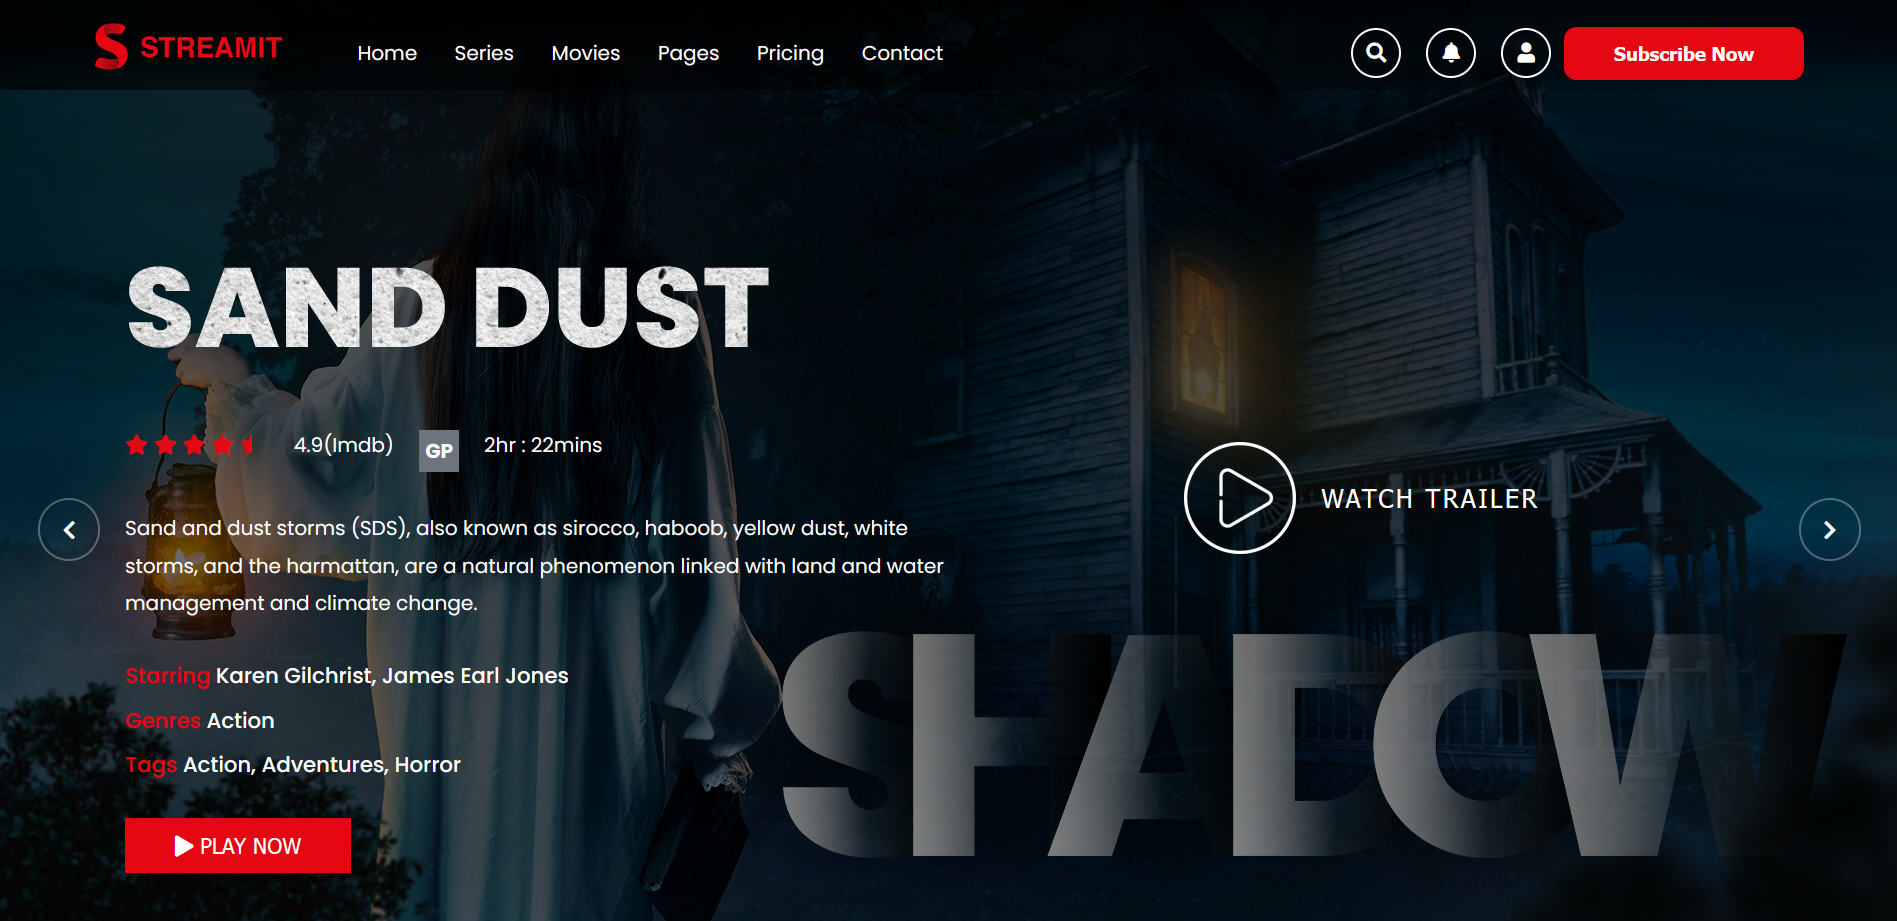 STREAMIT
Home Series Movies Pages Pricing Contact
Subscribe Now
SAND DUST
4.9(Imdb) GP 2hr : 22mins
Sand and dust storms (SDS), also known as sirocco, haboob, yellow dust, white
storms, and the harmattan, are a natural phenomenon linked with land and water
management and climate change.
WATCH TRAILER
Starring Karen Gilchrist, James Earl Jones
Genres Action
Tags Action, Adventures, Horror
SHADOW
PLAY NOW